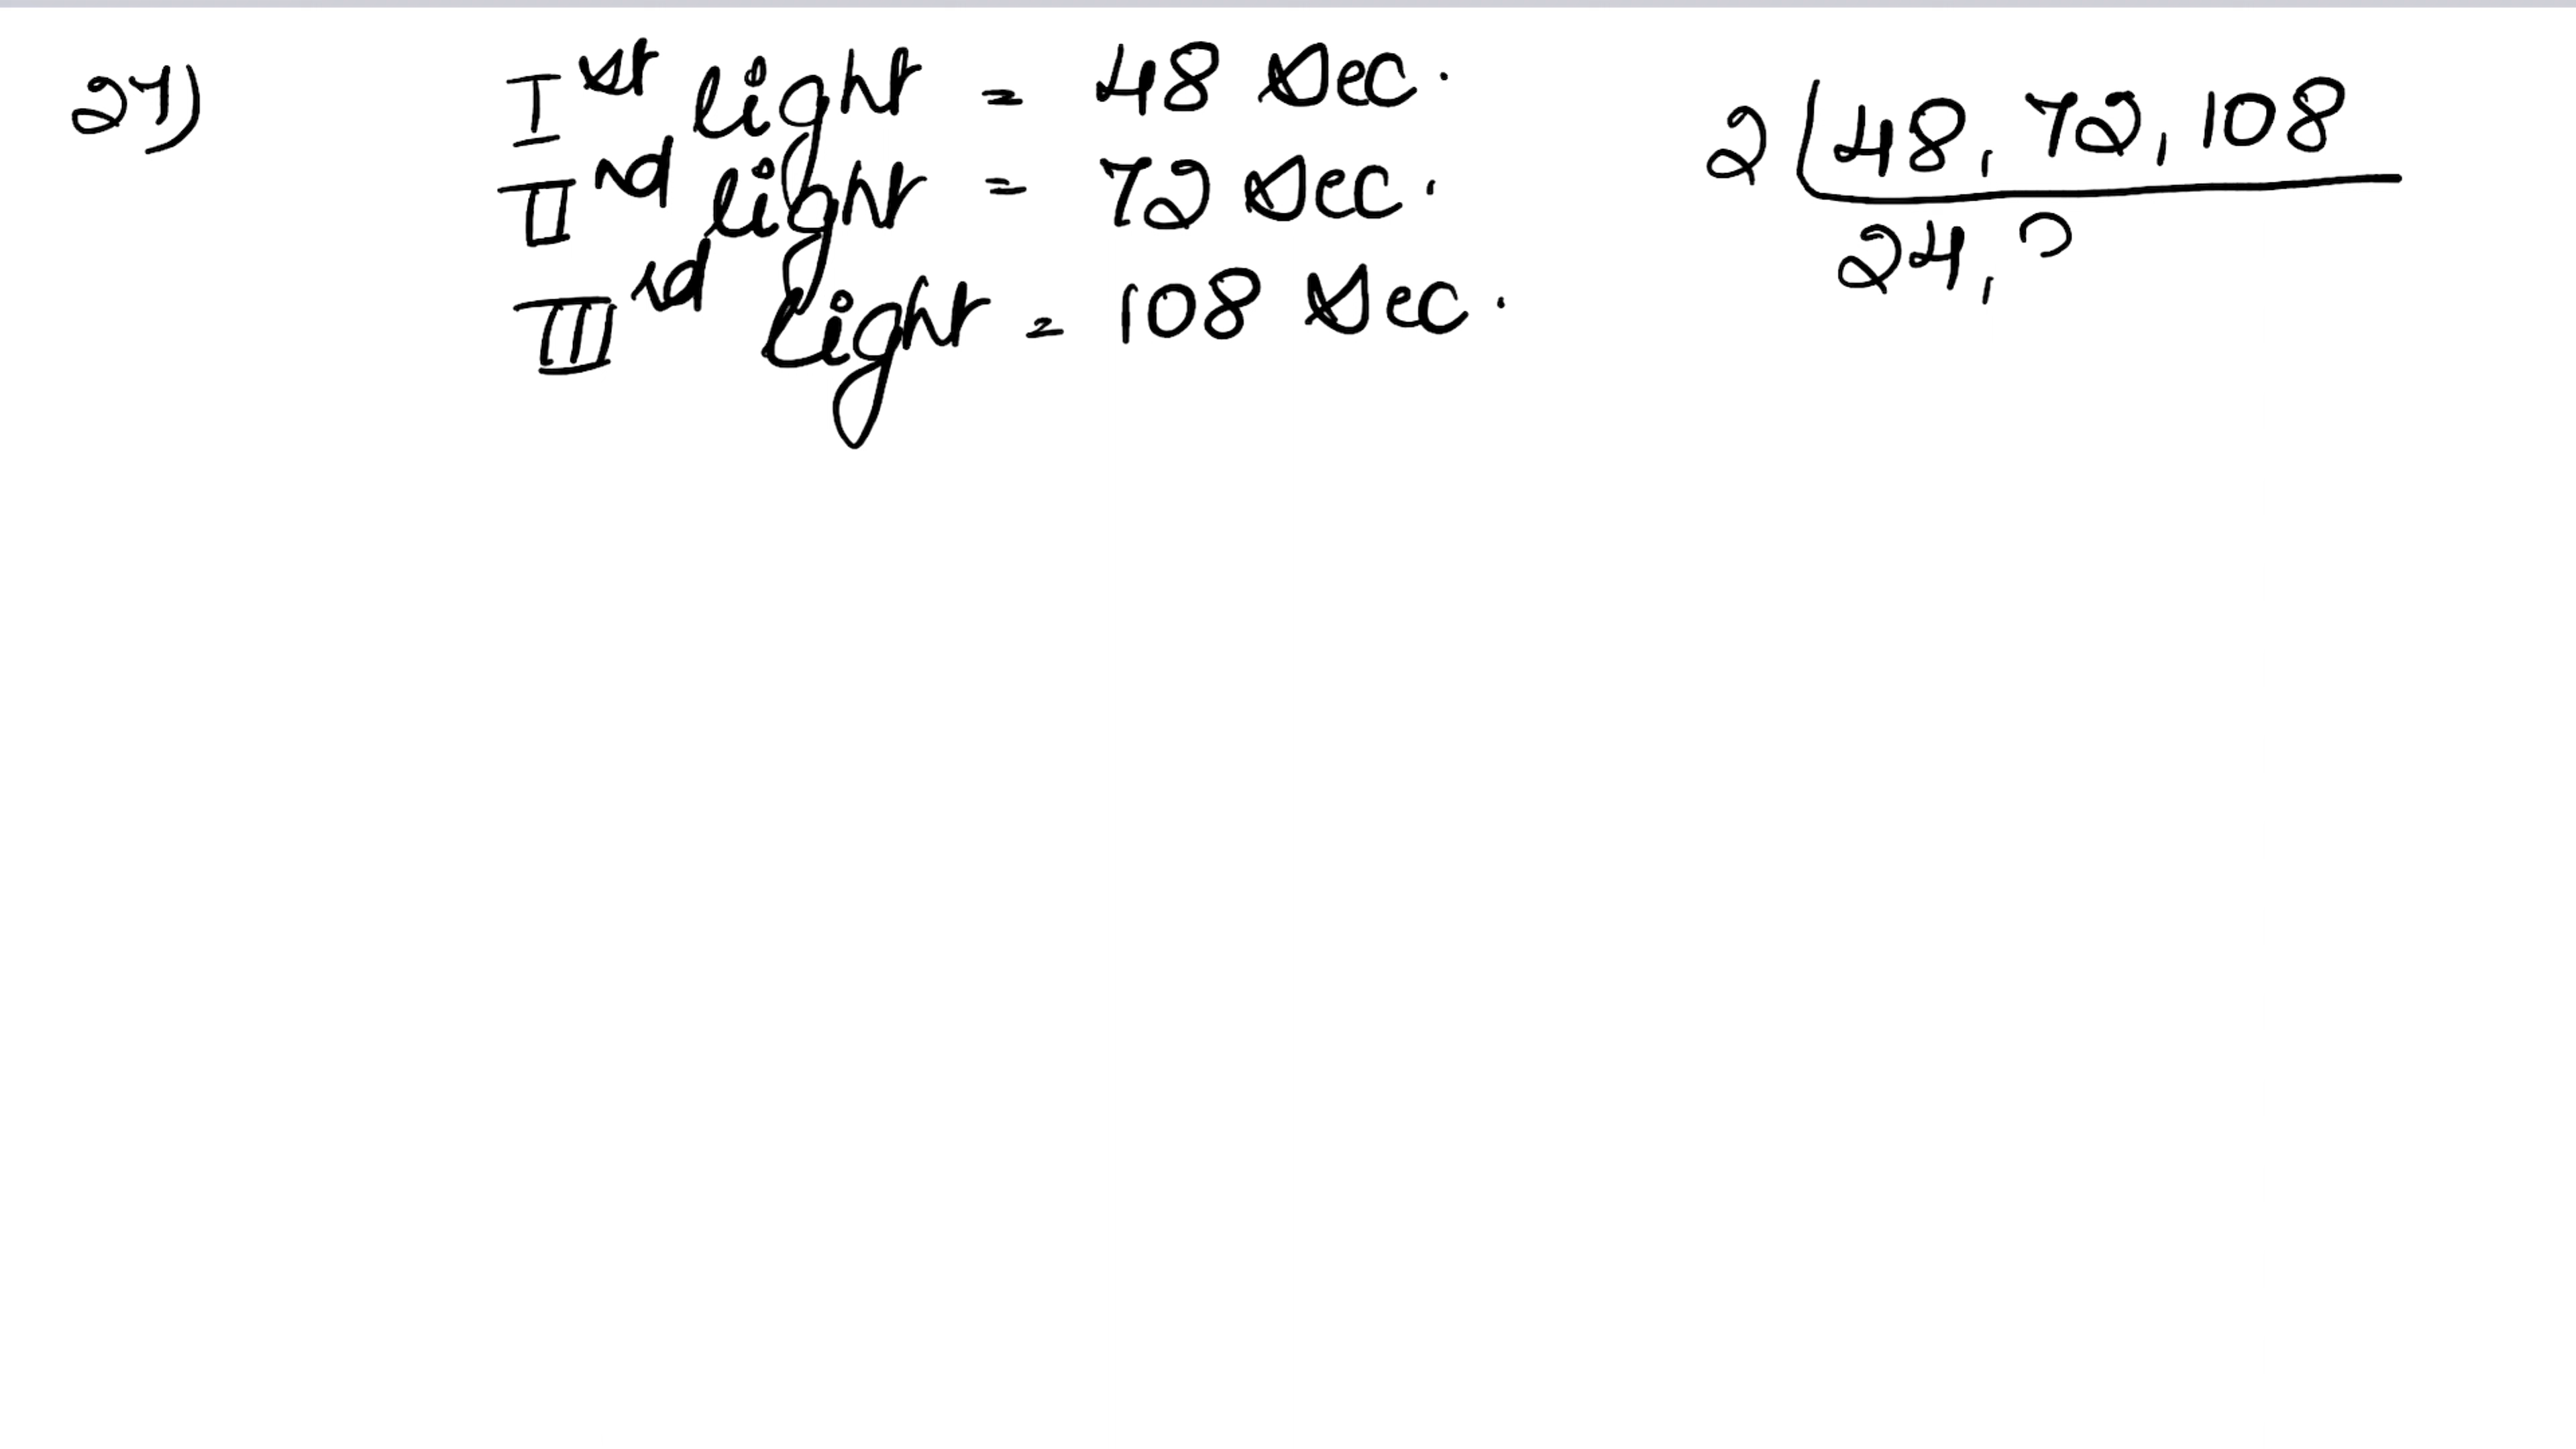 27)
Ist light = 48 sec.
IInd light = 72 sec.
IIIrd light = 108 sec.
2 | 48, 72, 108
24,